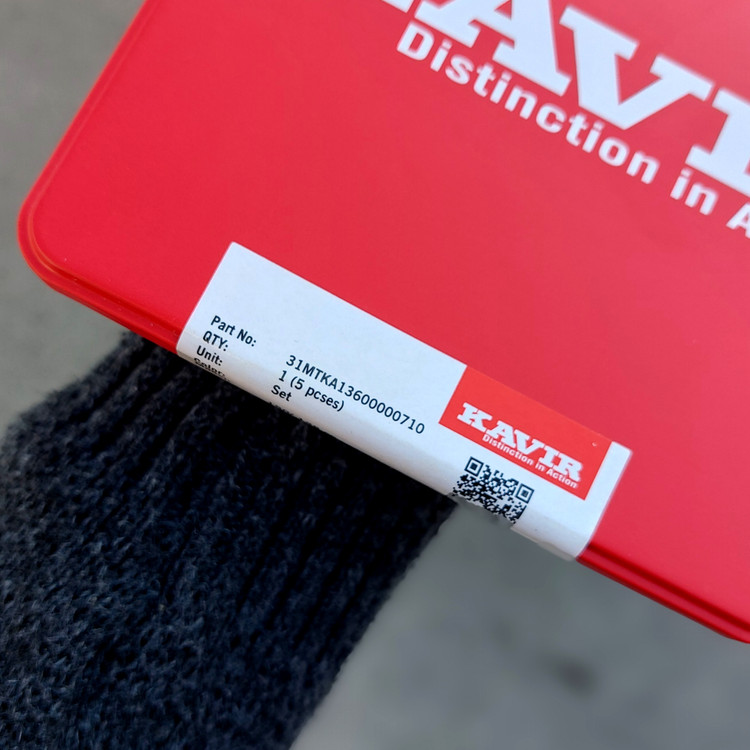 KAVIR
Distinction in A
Part No: 31MTKA13600000710
QTY: 1 (5 pcses)
Unit: Set
KAVIR
Distinction in Action